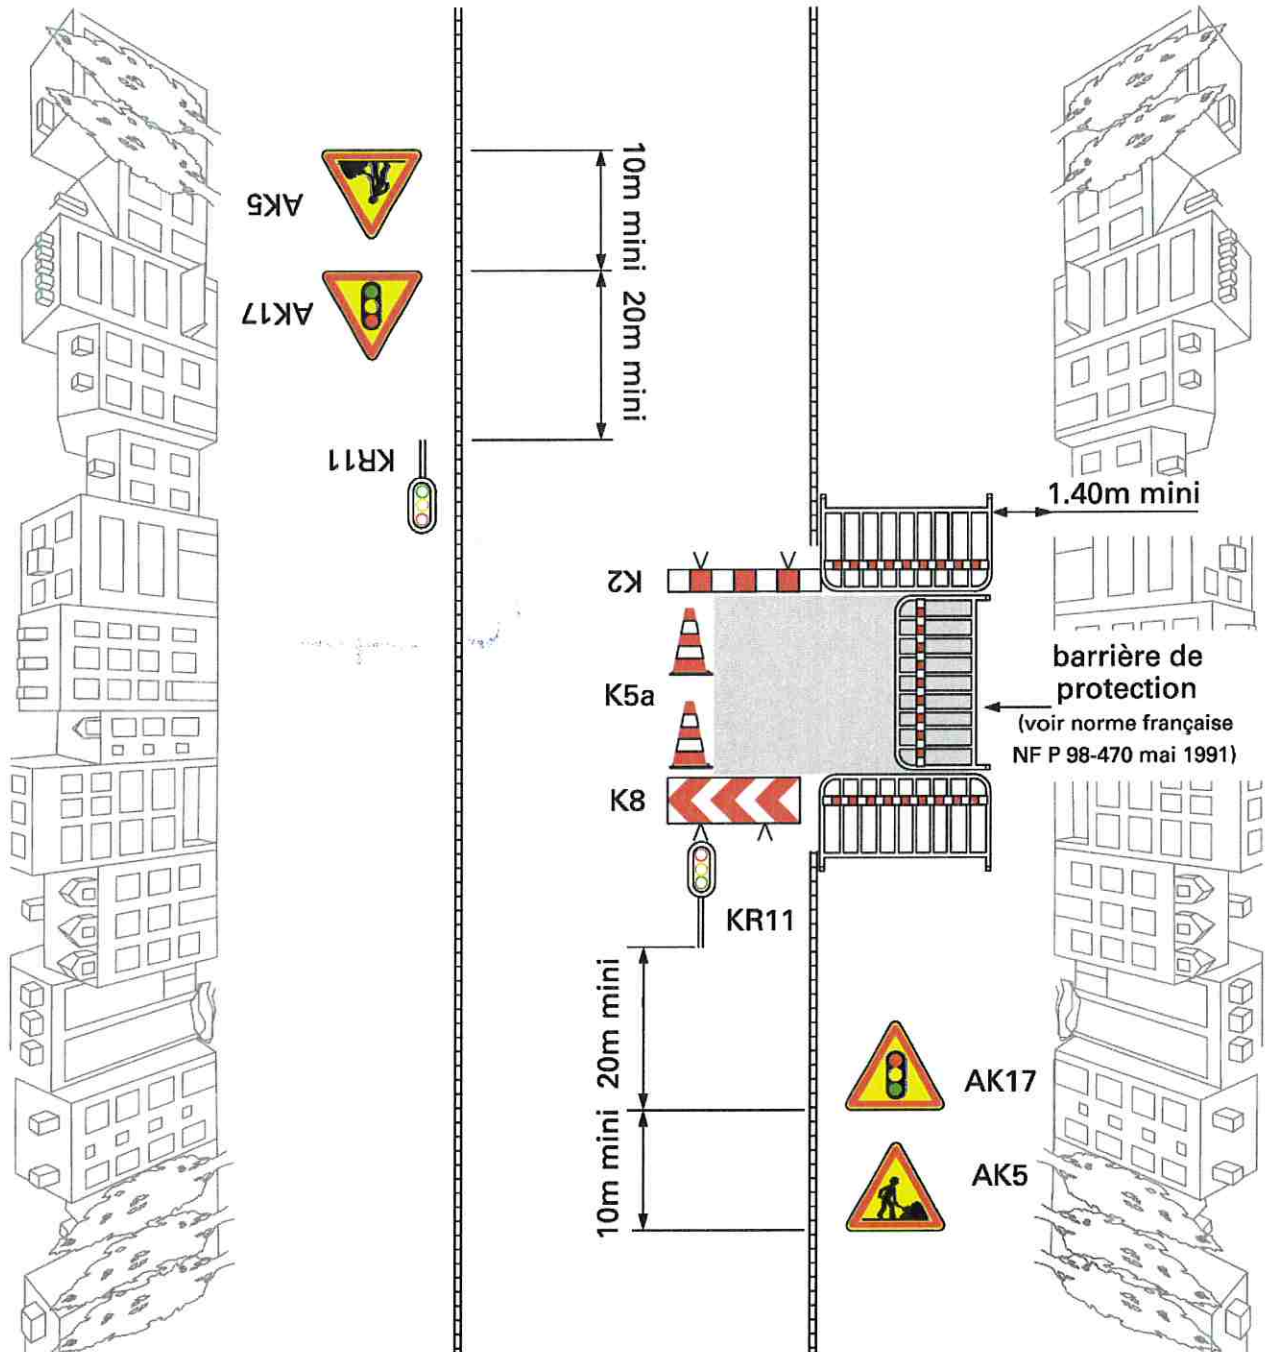 AK5
10m mini
AK17
20m mini
KR11
1.40m mini
K2
K5a
barrière de
protection
(voir norme française
NF P 98-470 mai 1991)
K8
KR11
20m mini
AK17
10m mini
AK5